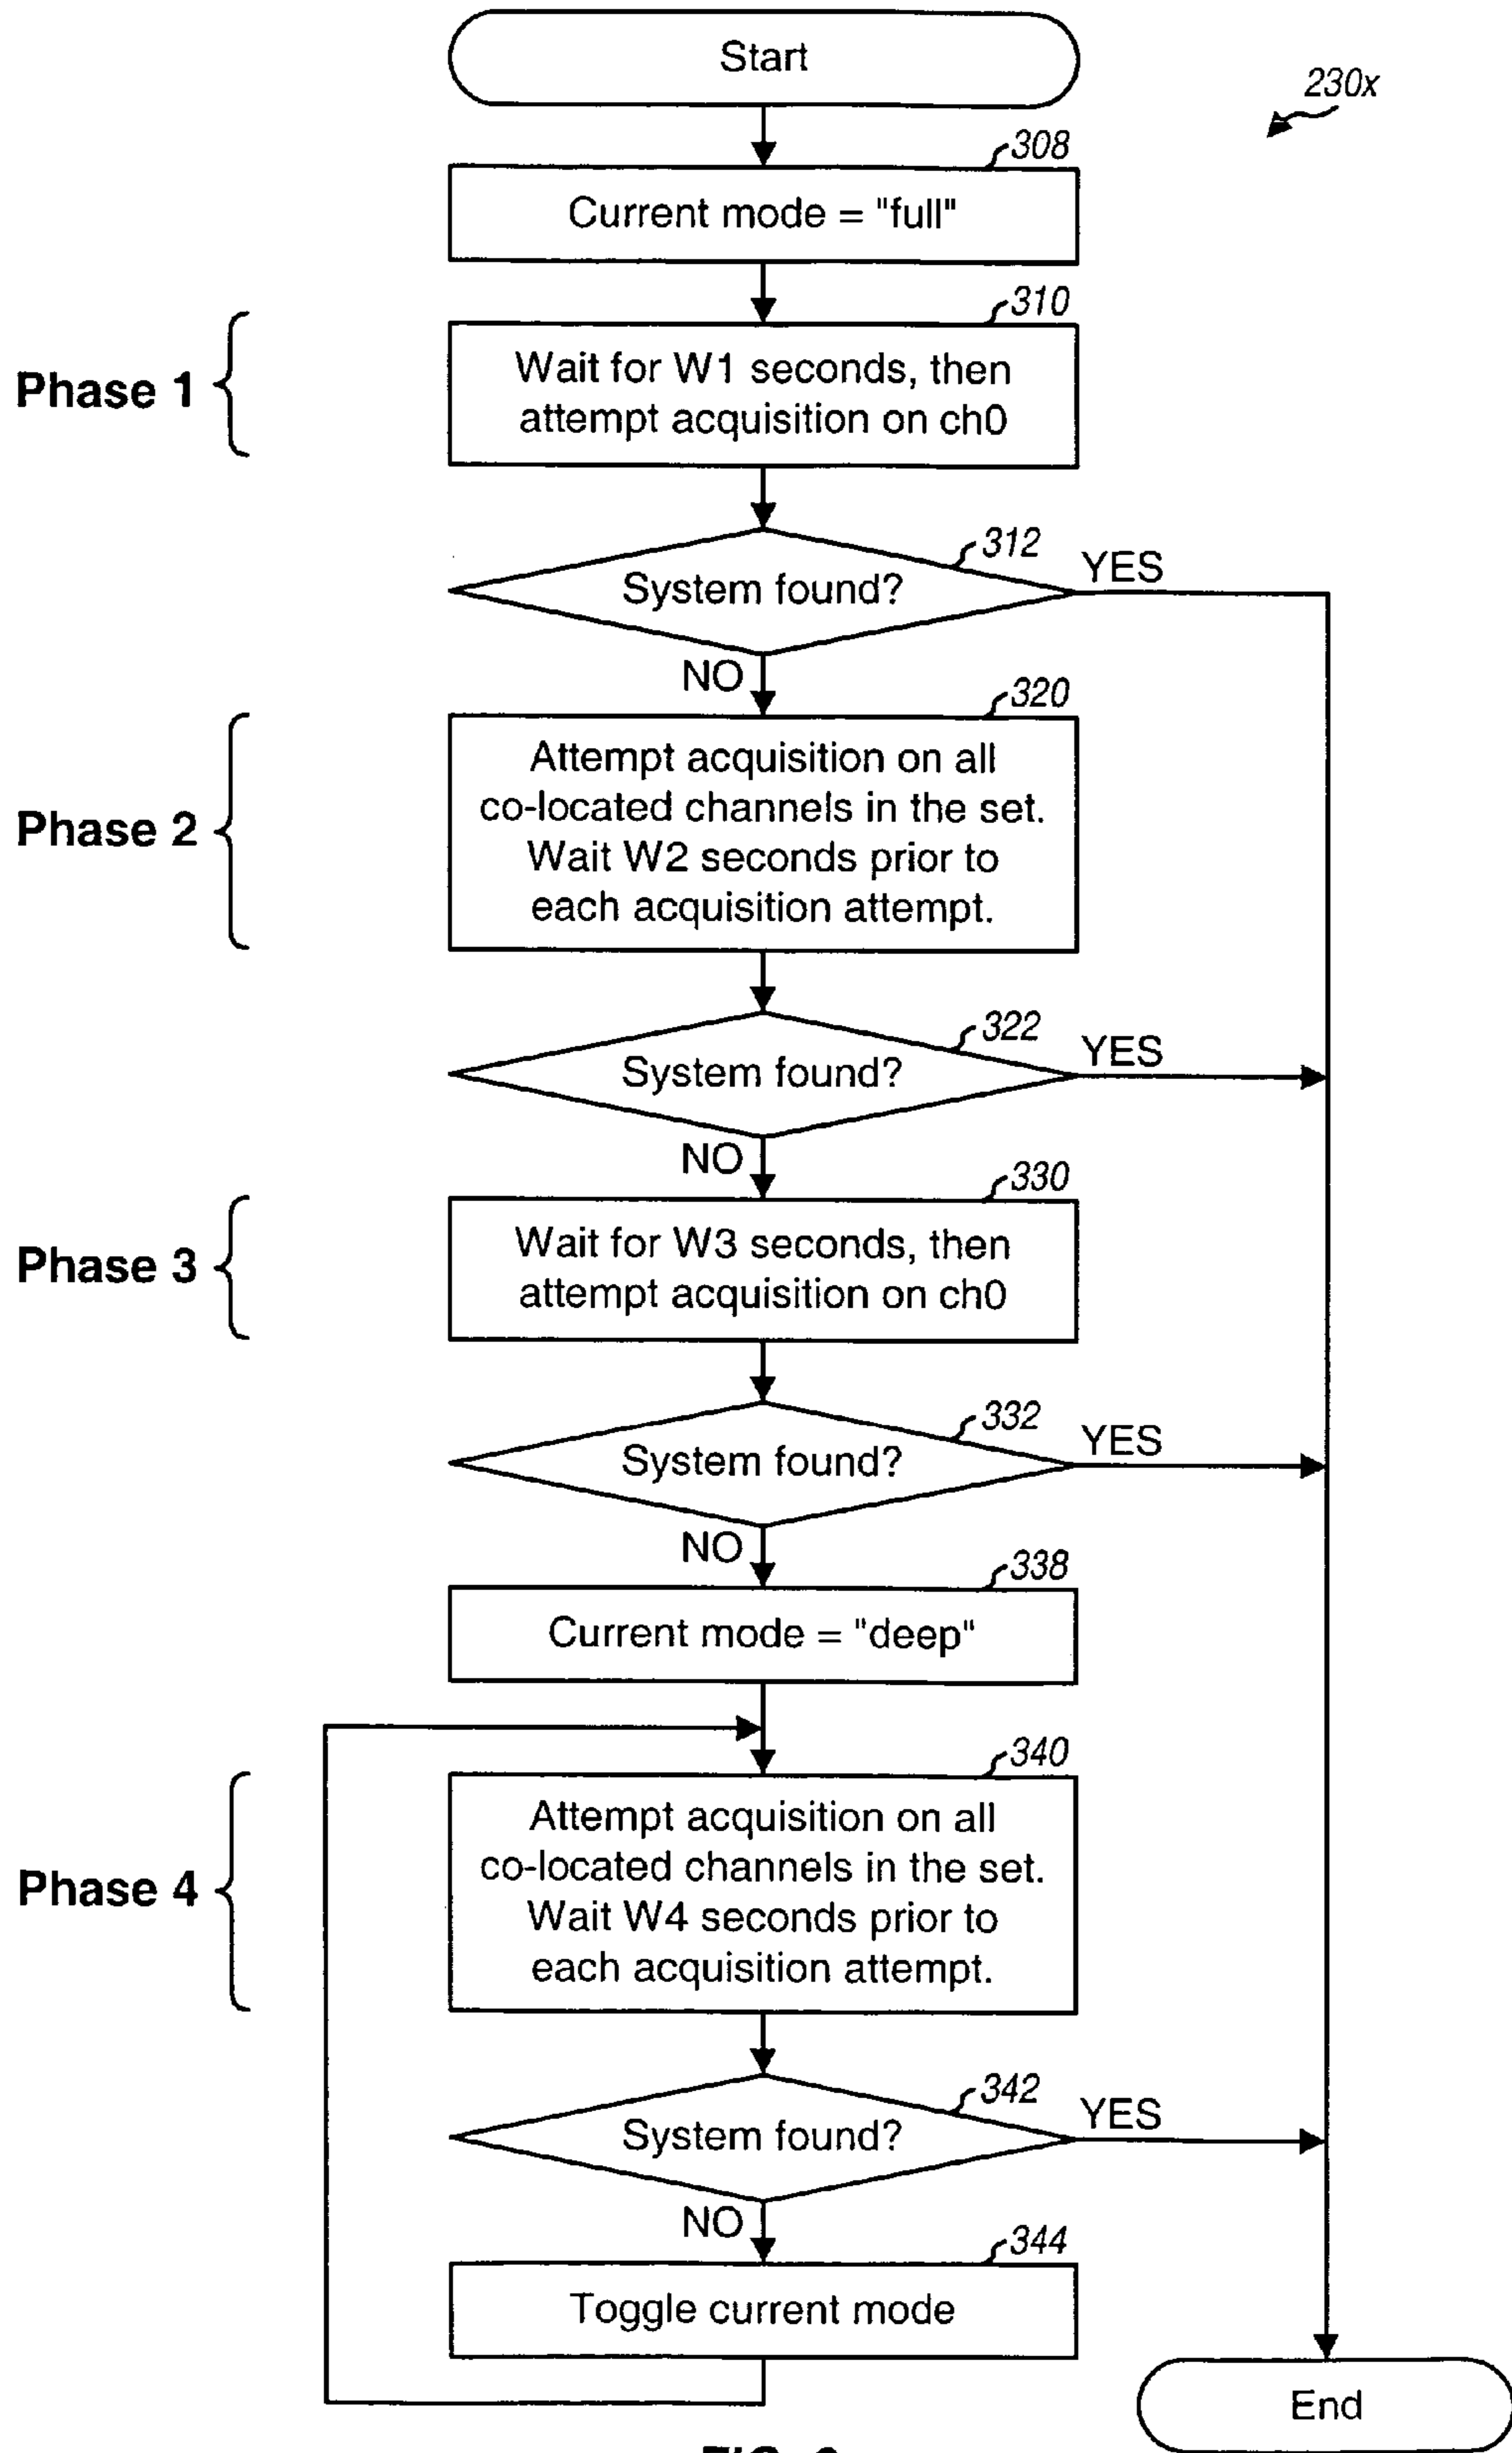 Start
230x
308
Current mode = "full"
310
Phase 1
Wait for W1 seconds, then
attempt acquisition on ch0
312
System found?
YES
NO
320
Phase 2
Attempt acquisition on all
co-located channels in the set.
Wait W2 seconds prior to
each acquisition attempt.
322
System found?
YES
NO
330
Phase 3
Wait for W3 seconds, then
attempt acquisition on ch0
332
System found?
YES
NO
338
Current mode = "deep"
340
Phase 4
Attempt acquisition on all
co-located channels in the set.
Wait W4 seconds prior to
each acquisition attempt.
342
System found?
YES
NO
344
Toggle current mode
End